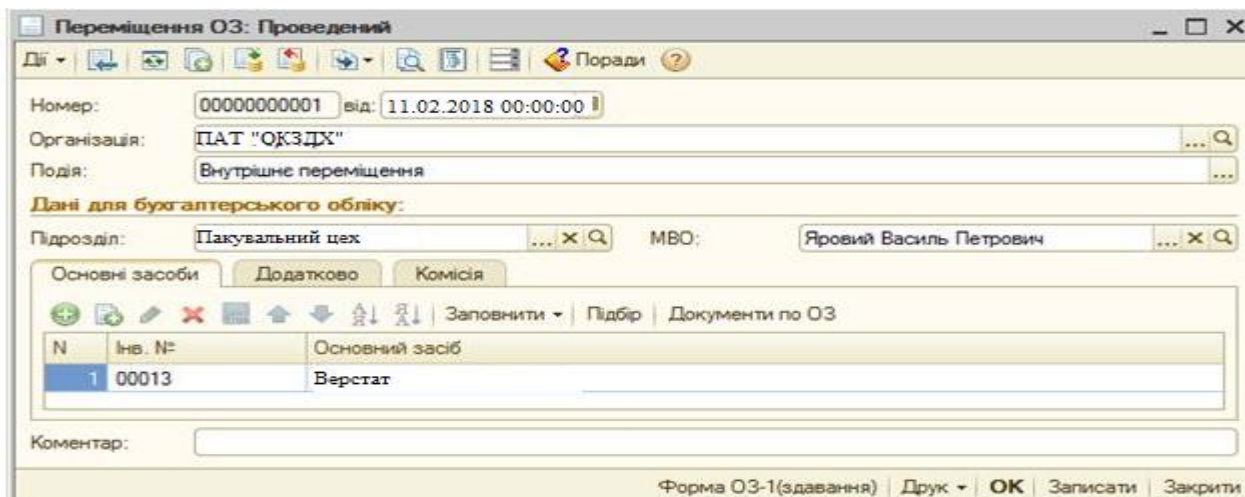 Переміщення ОЗ: Проведений
Дії Поради
Номер: 00000000001 від: 11.02.2018 00:00:00
Організація: ПАТ "ОКЗДХ"
Подія: Внутрішнє переміщення
Дані для бухгалтерського обліку:
Підрозділ: Пакувальний цех МВО: Яровий Василь Петрович
Основні засоби Додатково Комісія
Заповнити Підбір Документи по ОЗ
N Інв. № Основний засіб
1 00013 Верстат
Коментар:
Форма ОЗ-1(здавання) Друк ОК Записати Закрити